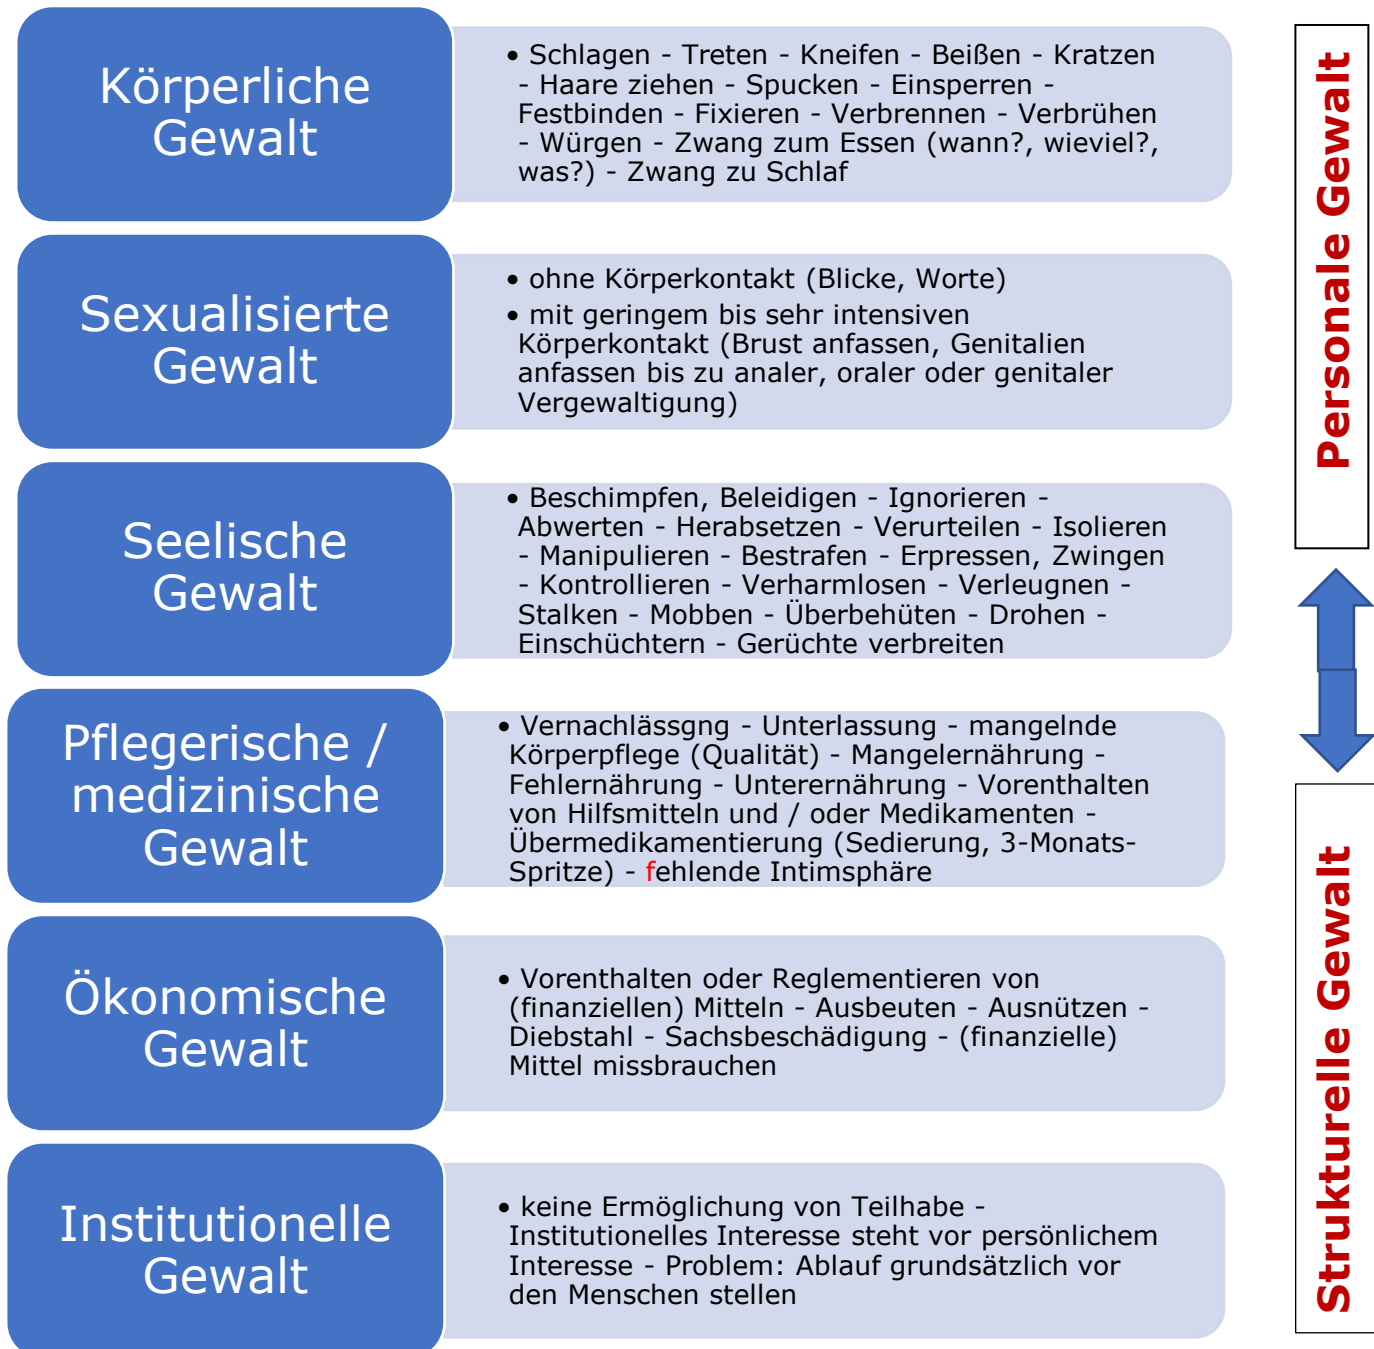 Körperliche
Gewalt
• Schlagen - Treten - Kneifen - Beißen - Kratzen
- Haare ziehen - Spucken - Einsperren -
Festbinden - Fixieren - Verbrennen - Verbrühen
- Würgen - Zwang zum Essen (wann?, wieviel?,
was?) - Zwang zu Schlaf
Sexualisierte
Gewalt
• ohne Körperkontakt (Blicke, Worte)
• mit geringem bis sehr intensiven
Körperkontakt (Brust anfassen, Genitalien
anfassen bis zu analer, oraler oder genitaler
Vergewaltigung)
Seelische
Gewalt
• Beschimpfen, Beleidigen - Ignorieren -
Abwerten - Herabsetzen - Verurteilen - Isolieren
- Manipulieren - Bestrafen - Erpressen, Zwingen
- Kontrollieren - Verharmlosen - Verleugnen -
Stalken - Mobben - Überbehüten - Drohen -
Einschüchtern - Gerüchte verbreiten
Pflegerische /
medizinische
Gewalt
• Vernachlässgng - Unterlassung - mangelnde
Körperpflege (Qualität) - Mangelernährung -
Fehlernährung - Unterernährung - Vorenthalten
von Hilfsmitteln und / oder Medikamenten -
Übermedikamentierung (Sedierung, 3-Monats-
Spritze) - fehlende Intimsphäre
Ökonomische
Gewalt
• Vorenthalten oder Reglementieren von
(finanziellen) Mitteln - Ausbeuten - Ausnützen -
Diebstahl - Sachsbeschädigung - (finanzielle)
Mittel missbrauchen
Institutionelle
Gewalt
• keine Ermöglichung von Teilhabe -
Institutionelles Interesse steht vor persönlichem
Interesse - Problem: Ablauf grundsätzlich vor
den Menschen stellen
Personale Gewalt
Strukturelle Gewalt